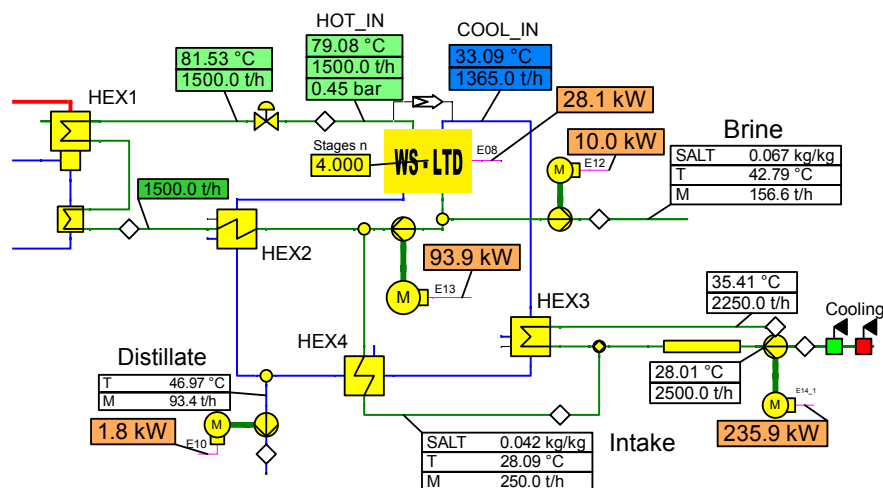 HOT_IN
COOL_IN
81.53 °C
1500.0 t/h
79.08 °C
1500.0 t/h
0.45 bar
33.09 °C
1365.0 t/h
HEX1
28.1 kW
Stages n
4.000
WS - LTD
E08
10.0 kW
E12
M
Brine
SALT 0.067 kg/kg
T 42.79 °C
M 156.6 t/h
1500.0 t/h
HEX2
93.9 kW
E13
M
HEX3
35.41 °C
2250.0 t/h
Cooling
HEX4
28.01 °C
2500.0 t/h
Distillate
T 46.97 °C
M 93.4 t/h
M
1.8 kW
E10
M
E14_1
235.9 kW
SALT 0.042 kg/kg
T 28.09 °C
M 250.0 t/h
Intake